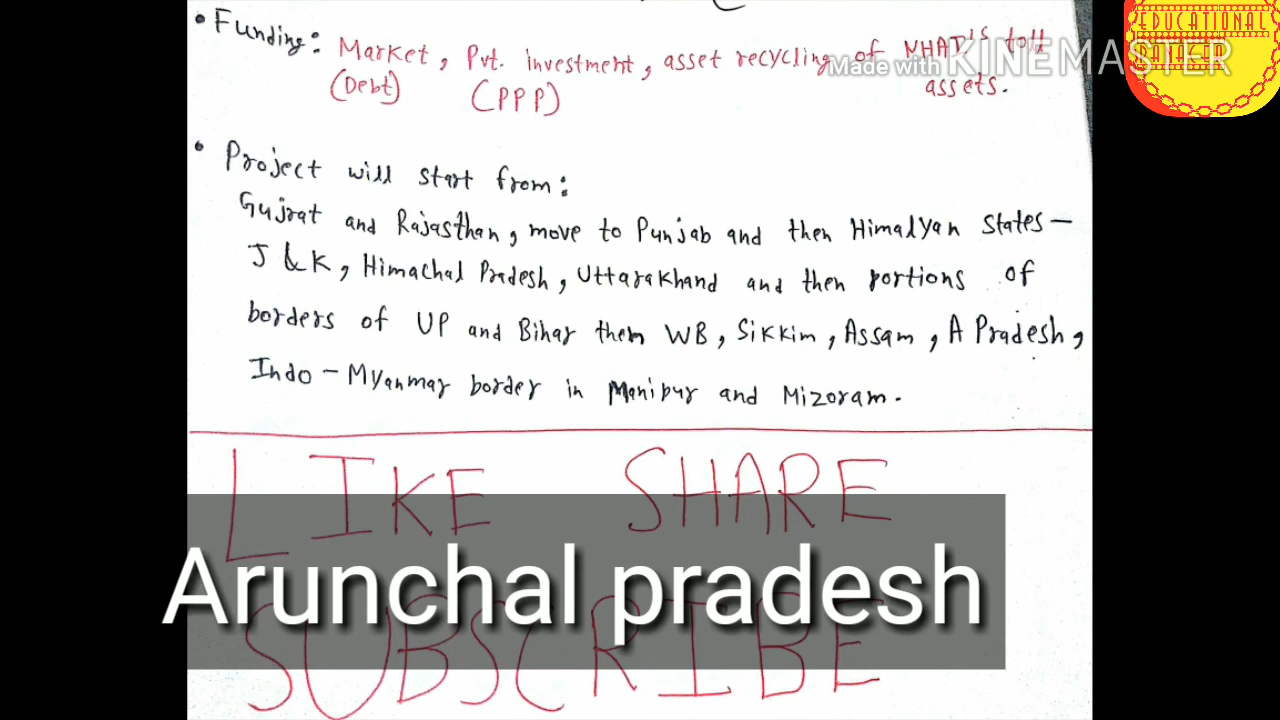 • Funding: Market, Pvt. investment, asset recycling of NHAI's toll
(Debt) (PPP) assets.
Made with KINEMASTER
EDUCATIONAL
• Project will start from:
Gujrat and Rajasthan, move to Punjab and then Himalyan states -
J & K, Himachal Pradesh, Uttarakhand and then portions of
borders of UP and Bihar then WB, Sikkim, Assam, A Pradesh,
Indo - Myanmar border in Manipur and Mizoram.
LIKE SHARE
Arunchal pradesh
SUBSCRIBE